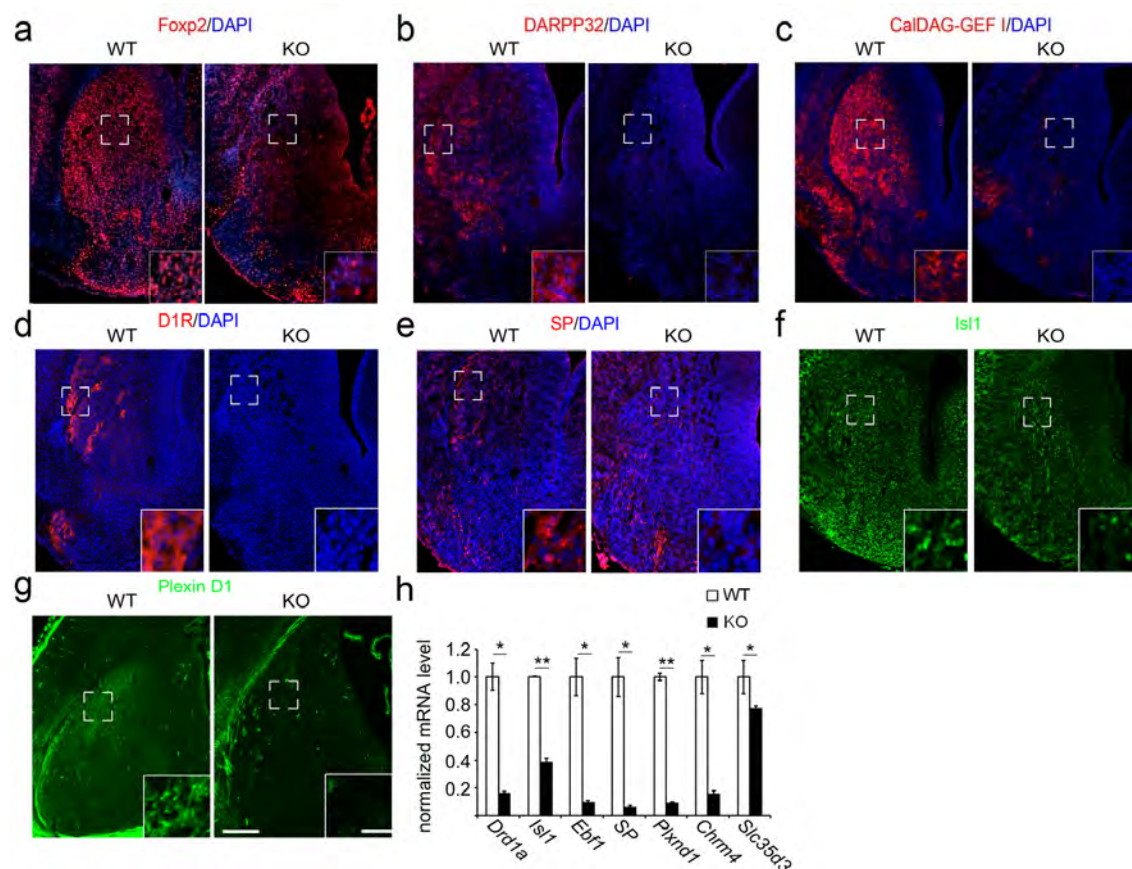 a
Foxp2/DAPI
WT KO
b
DARPP32/DAPI
WT KO
c
CalDAG-GEF I/DAPI
WT KO
d
D1R/DAPI
WT KO
e
SP/DAPI
WT KO
f
Isl1
WT KO
g
Plexin D1
WT KO
h
WT
KO
normalized mRNA level
1.2
1.0
0.8
0.6
0.4
0.2
* ** * * ** * *
Drd1a Isl1 Ebf1 SP Plxnd1 Chrm4 Slc35d3